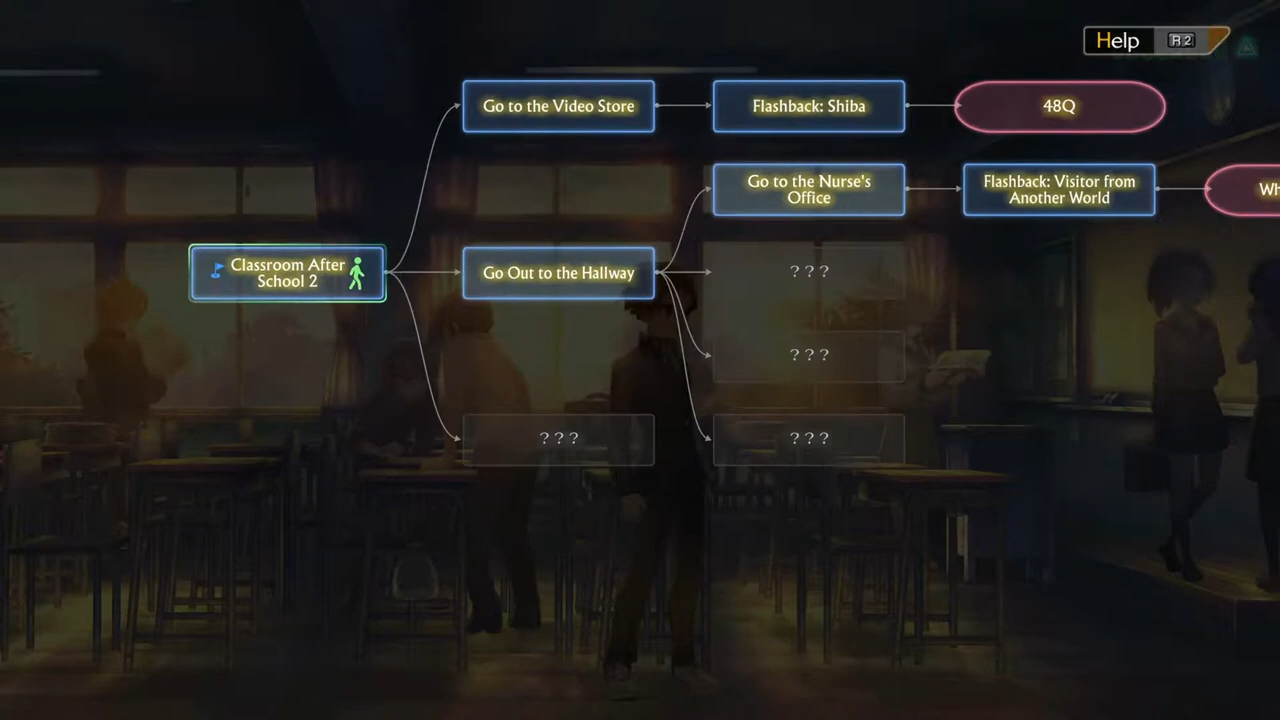 Help R2
Go to the Video Store
Flashback: Shiba
48Q
Go to the Nurse's
Office
Flashback: Visitor from
Another World
Wh
Classroom After
School 2
Go Out to the Hallway
? ? ?
? ? ?
? ? ?
? ? ?